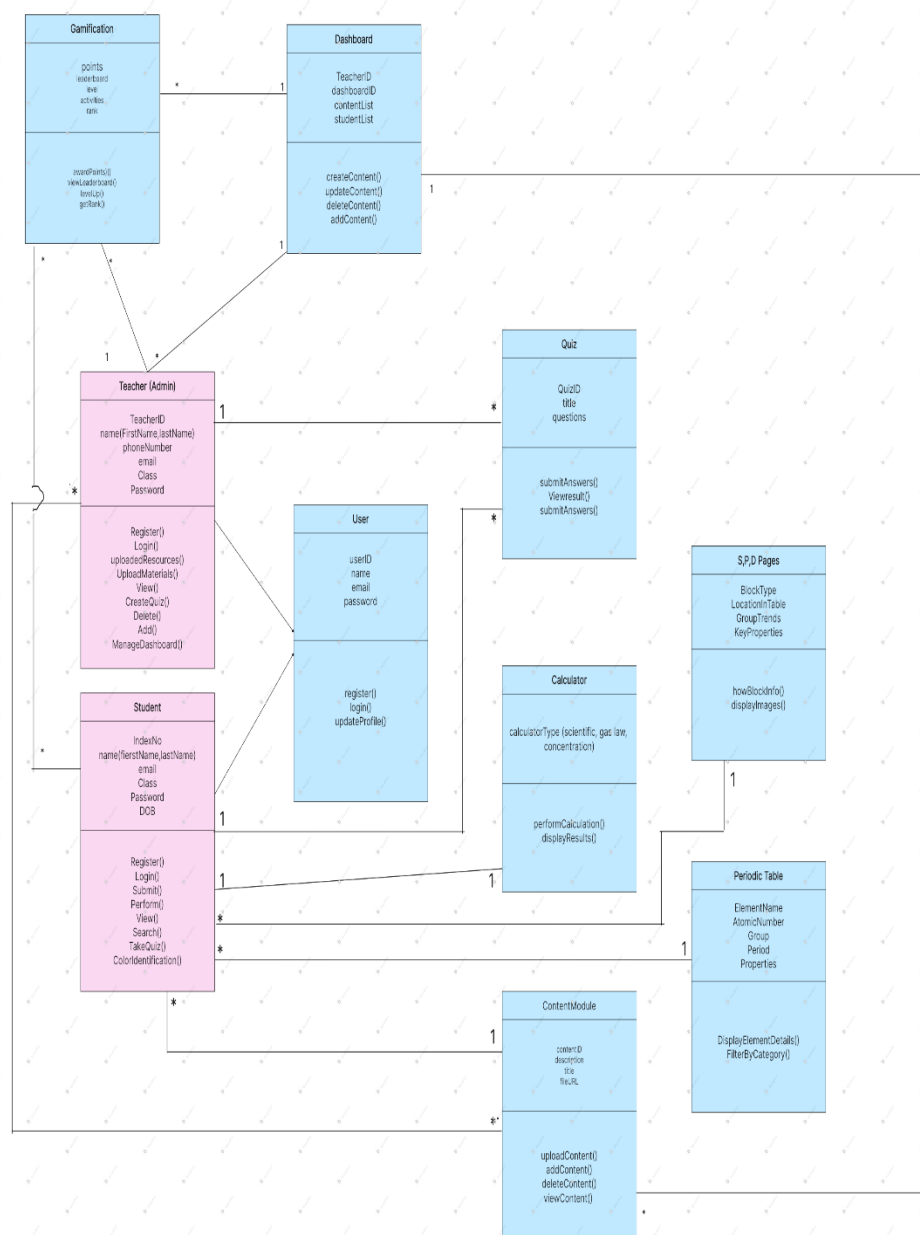 Gamification
points
leaderboard
level
activities
rank
awardPoints()
viewLeaderboard()
levelUp()
getRank()
Dashboard
TeacherID
dashboardID
contentList
studentList
createContent()
updateContent()
deleteContent()
addContent()
*
1
1
1
*
*
*
1
Teacher (Admin)
TeacherID
name(FirstName,lastName)
phoneNumber
email
Class
Password
Register()
Login()
uploadedResources()
UploadMaterials()
View()
CreateQuiz()
Delete()
Add()
ManageDashboard()
1
*
*
Quiz
QuizID
title
questions
submitAnswers()
Viewresult()
submitAnswers()
*
User
userID
name
email
password
register()
login()
updateProfile()
S,P,D Pages
BlockType
LocationInTable
GroupTrends
KeyProperties
howBlockInfo()
displayImages()
1
Student
IndexNo
name(fierstName,lastName)
email
Class
Password
DOB
Register()
Login()
Submit()
Perform()
View()
Search()
TakeQuiz()
ColorIdentification()
*
1
1
*
*
*
Calculator
calculatorType (scientific, gas law,
concentration)
performCalculation()
displayResults()
1
Periodic Table
ElementName
AtomicNumber
Group
Period
Properties
DisplayElementDetails()
FilterByCategory()
1
ContentModule
contentID
description
title
fileURL
uploadContent()
addContent()
deleteContent()
viewContent()
1
*
*